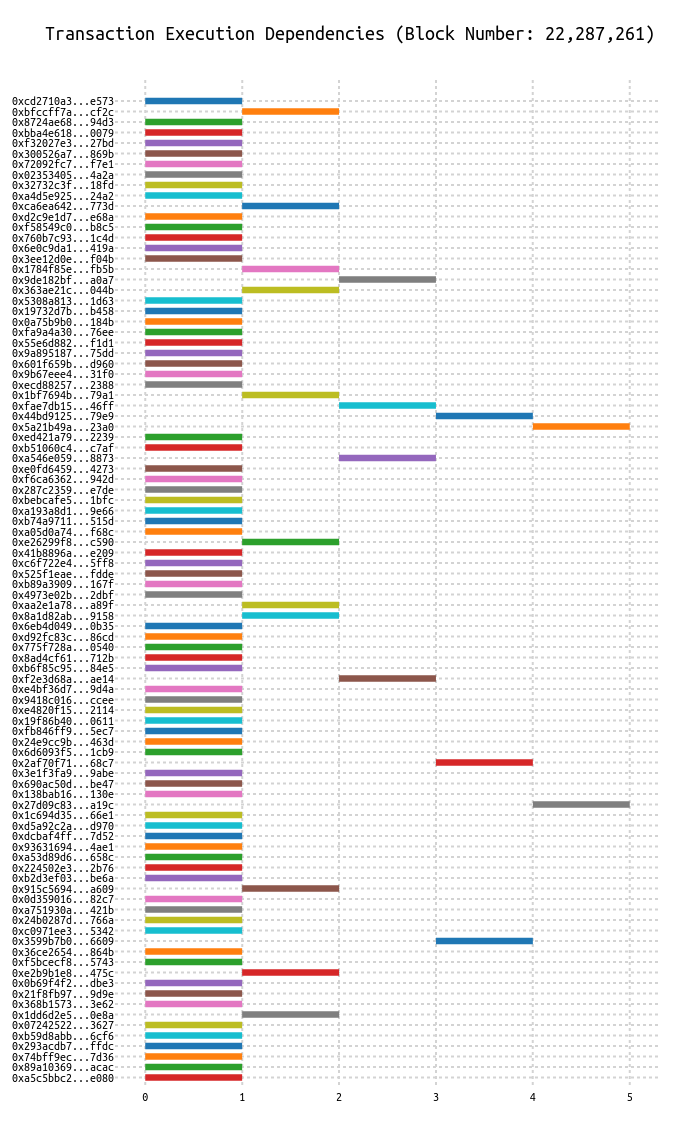 Transaction Execution Dependencies (Block Number: 22,287,261)
0xcd2710a3...e573
0xbfccff7a...cf2c
0x8724ae68...94d3
0xbba4e618...0079
0xf32027e3...27bd
0x300526a7...869b
0x72092fc7...f7e1
0x02353405...4a2a
0x32732c3f...18fd
0xa4d5e925...24a2
0xca6ea642...773d
0xd2c9e1d7...e68a
0xf58549c0...b8c5
0x760b7c93...1c4d
0x6e0c9da1...419a
0x3ee12d0e...f04b
0x1784f85e...fb5b
0x9de182bf...a0a7
0x363ae21c...044b
0x5308a813...1d63
0x19732d7b...b458
0x0a75b9b0...184b
0xfa9a4a30...76ee
0x55e6d882...f1d1
0x9a895187...75dd
0x601f659b...d960
0x9b67eee4...31f0
0xecd88257...2388
0x1bf7694b...79a1
0xfae7db15...46ff
0x44bd9125...79e9
0x5a21b49a...23a0
0xed421a79...2239
0xb51060c4...c7af
0xa546e059...8873
0xe0fd6459...4273
0xf6ca6362...942d
0x287c2359...e7de
0xbebcafe5...1bfc
0xa193a8d1...9e66
0xb74a9711...515d
0xa05d0a74...f68c
0xe26299f8...c590
0x41b8896a...e209
0xc6f722e4...5ff8
0x525f1eae...fdde
0xb89a3909...167f
0x4973e02b...2dbf
0xaa2e1a78...a89f
0x8a1d82ab...9158
0x6eb4d049...0b35
0xd92fc83c...86cd
0x775f728a...0540
0x8ad4cf61...712b
0xb6f85c95...84e5
0xf2e3d68a...ae14
0xe4bf36d7...9d4a
0x9418c016...ccee
0xe4820f15...2114
0x19f86b40...0611
0xfb846ff9...5ec7
0x24e9cc9b...463d
0x6d6093f5...1cb9
0x2af70f71...68c7
0x3e1f3fa9...9abe
0x690ac50d...be47
0x138bab16...130e
0x27d09c83...a19c
0x1c694d35...66e1
0xd5a92c2a...d970
0xdcbaf4ff...7d52
0x93631694...4ae1
0xa53d89d6...658c
0x224502e3...2b76
0xb2d3ef03...be6a
0x915c5694...a609
0x0d359016...82c7
0xa751930a...421b
0x24b0287d...766a
0xc0971ee3...5342
0x3599b7b0...6609
0x36ce2654...864b
0xf5bcecf8...5743
0xe2b9b1e8...475c
0x0b69f4f2...dbe3
0x21f8fb97...9d9e
0x368b1573...3e62
0x1dd6d2e5...0e8a
0x07242522...3627
0xb59d8abb...6cf6
0x293acdb7...ffdc
0x74bff9ec...7d36
0x89a10369...acac
0xa5c5bbc2...e080
0 1 2 3 4 5